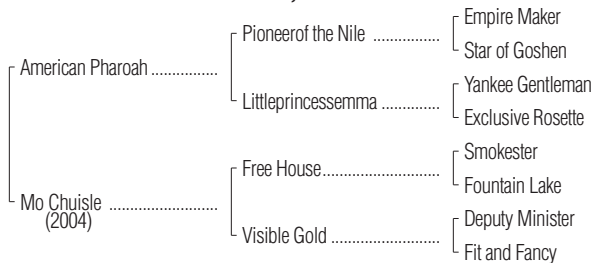 Empire Maker
Pioneerof the Nile ................
Star of Goshen
American Pharoah ...............
Yankee Gentleman
Littleprincessemma ..............
Exclusive Rosette
Smokester
Free House............................
Fountain Lake
Mo Chuisle .........................
(2004)
Deputy Minister
Visible Gold ..........................
Fit and Fancy